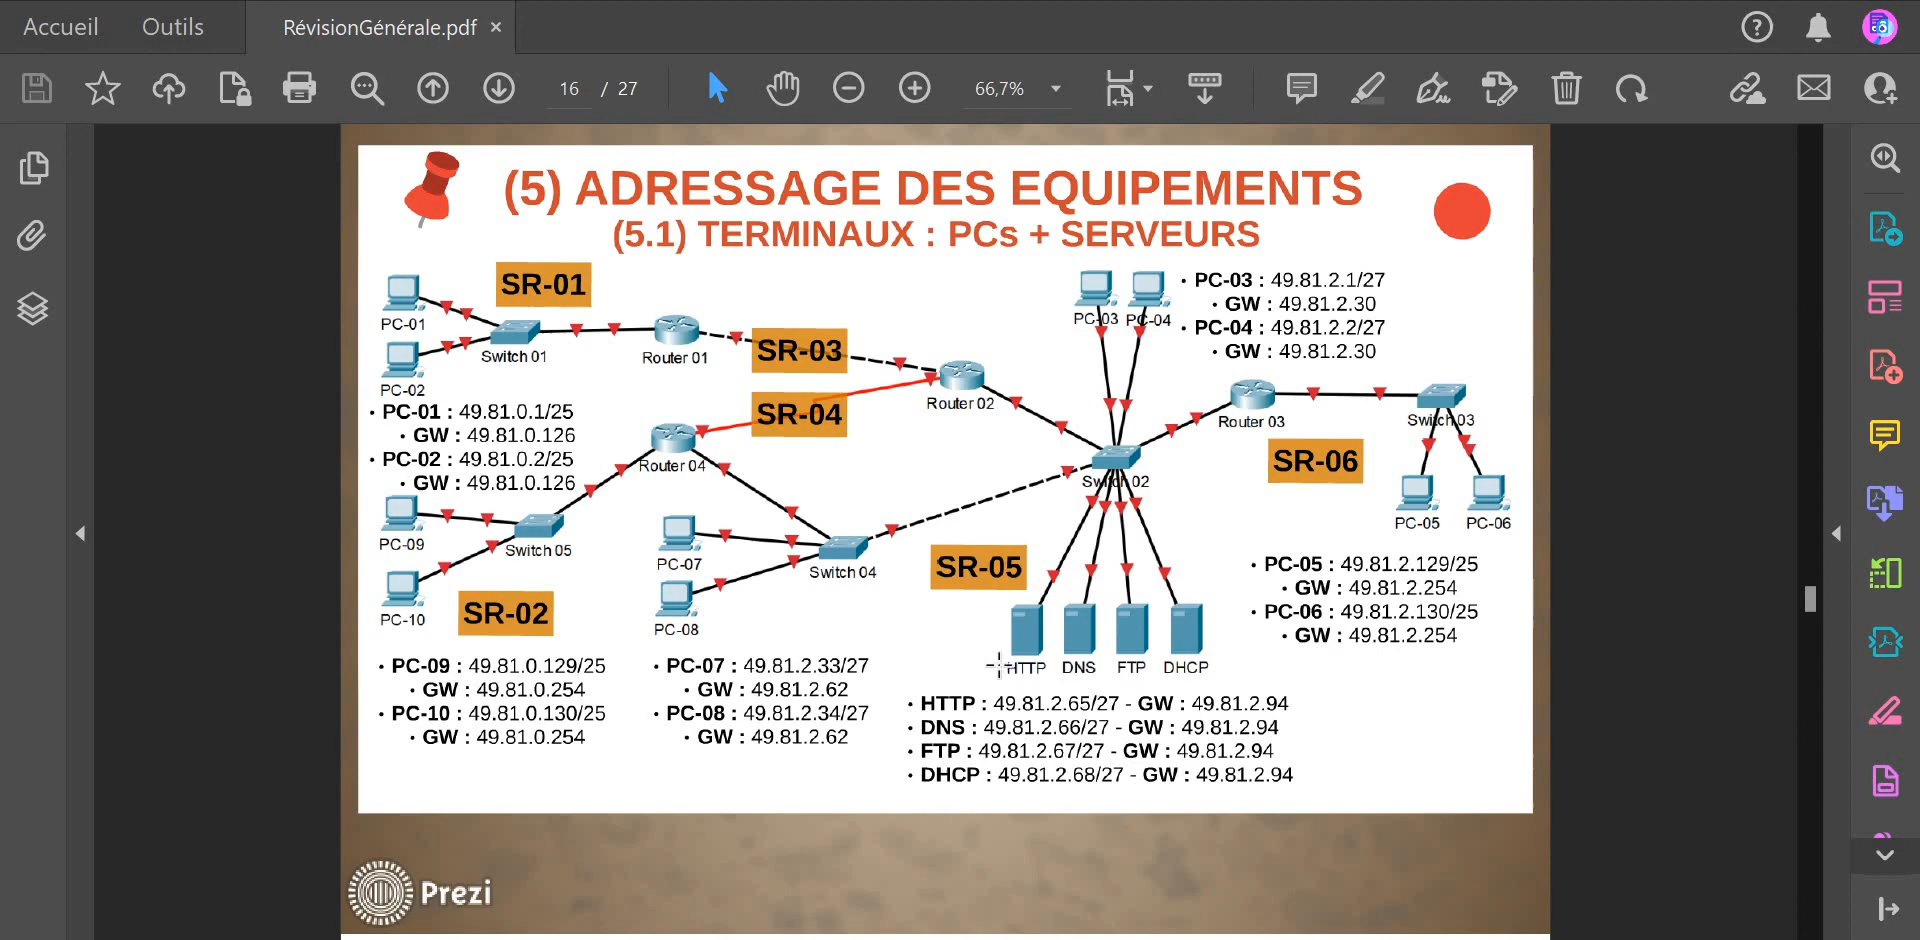 Accueil
Outils
RévisionGénérale.pdf ×
16 / 27
66,7%
(5) ADRESSAGE DES EQUIPEMENTS
(5.1) TERMINAUX : PCs + SERVEURS
SR-01
PC-01
Switch 01
Router 01
PC-02
SR-03
SR-04
Router 02
PC-03 PC-04
• PC-03 : 49.81.2.1/27
• GW : 49.81.2.30
• PC-04 : 49.81.2.2/27
• GW : 49.81.2.30
Router 03
Switch 03
SR-06
PC-05
PC-06
• PC-01 : 49.81.0.1/25
• GW : 49.81.0.126
• PC-02 : 49.81.0.2/25
• GW : 49.81.0.126
Router 04
Switch 02
PC-09
Switch 05
PC-10
SR-02
PC-07
Switch 04
PC-08
SR-05
HTTP
DNS
FTP
DHCP
• PC-05 : 49.81.2.129/25
• GW : 49.81.2.254
• PC-06 : 49.81.2.130/25
• GW : 49.81.2.254
• PC-09 : 49.81.0.129/25
• GW : 49.81.0.254
• PC-10 : 49.81.0.130/25
• GW : 49.81.0.254
• PC-07 : 49.81.2.33/27
• GW : 49.81.2.62
• PC-08 : 49.81.2.34/27
• GW : 49.81.2.62
• HTTP : 49.81.2.65/27 - GW : 49.81.2.94
• DNS : 49.81.2.66/27 - GW : 49.81.2.94
• FTP : 49.81.2.67/27 - GW : 49.81.2.94
• DHCP : 49.81.2.68/27 - GW : 49.81.2.94
Prezi